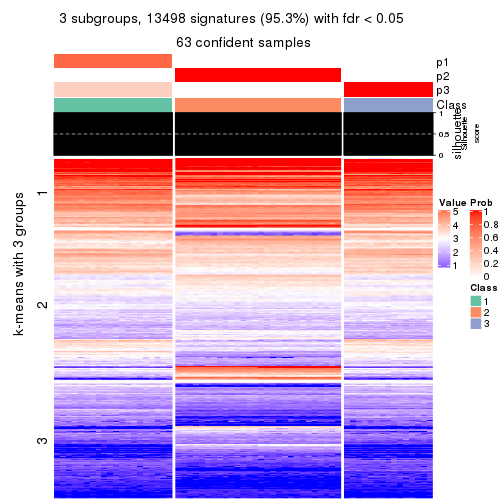 3 subgroups, 13498 signatures (95.3%) with fdr < 0.05
63 confident samples
p1
p2
p3
Class
1
0.5
0
silhouette
Silhouette
score
k-means with 3 groups
1
2
3
Value
5
4
3
2
1
Prob
1
0.8
0.6
0.4
0.2
0
Class
1
2
3